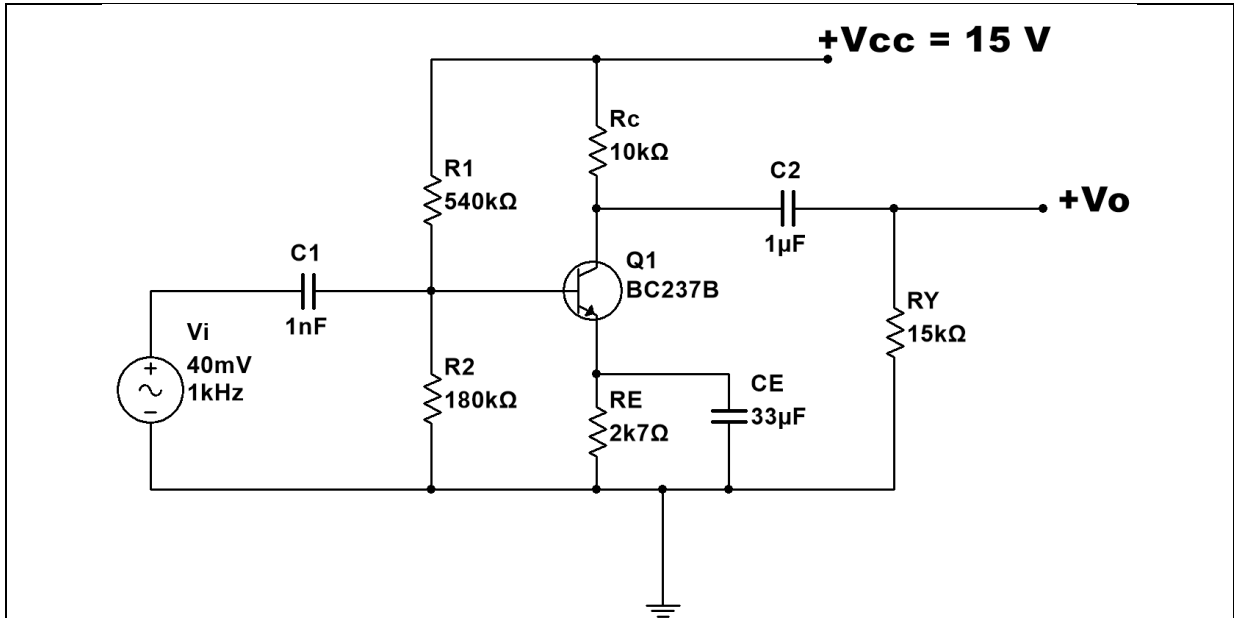 +Vcc = 15 V
Rc
10kΩ
R1
540kΩ
C2
1µF
+Vo
C1
1nF
Q1
BC237B
RY
15kΩ
Vi
40mV
1kHz
R2
180kΩ
RE
2k7Ω
CE
33µF